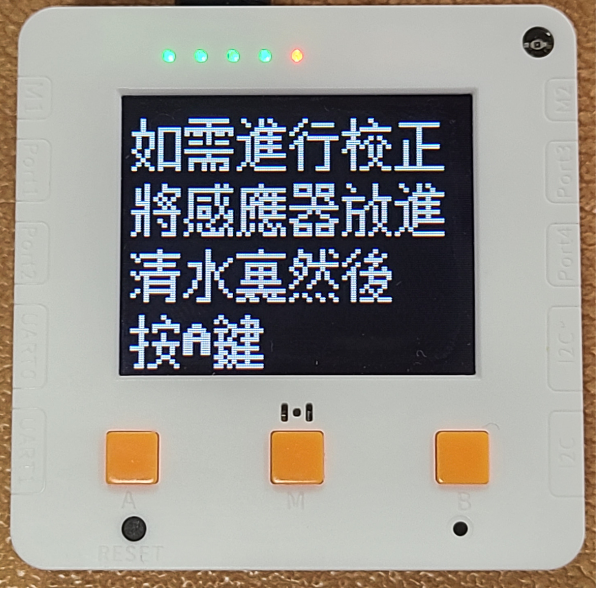 如需進行校正
將感應器放進
清水裏然後
按A鍵
M1
M2
Port1
Port3
Port2
Port4
UART0
I2C
UART1
I2C
A
M
B
RESET